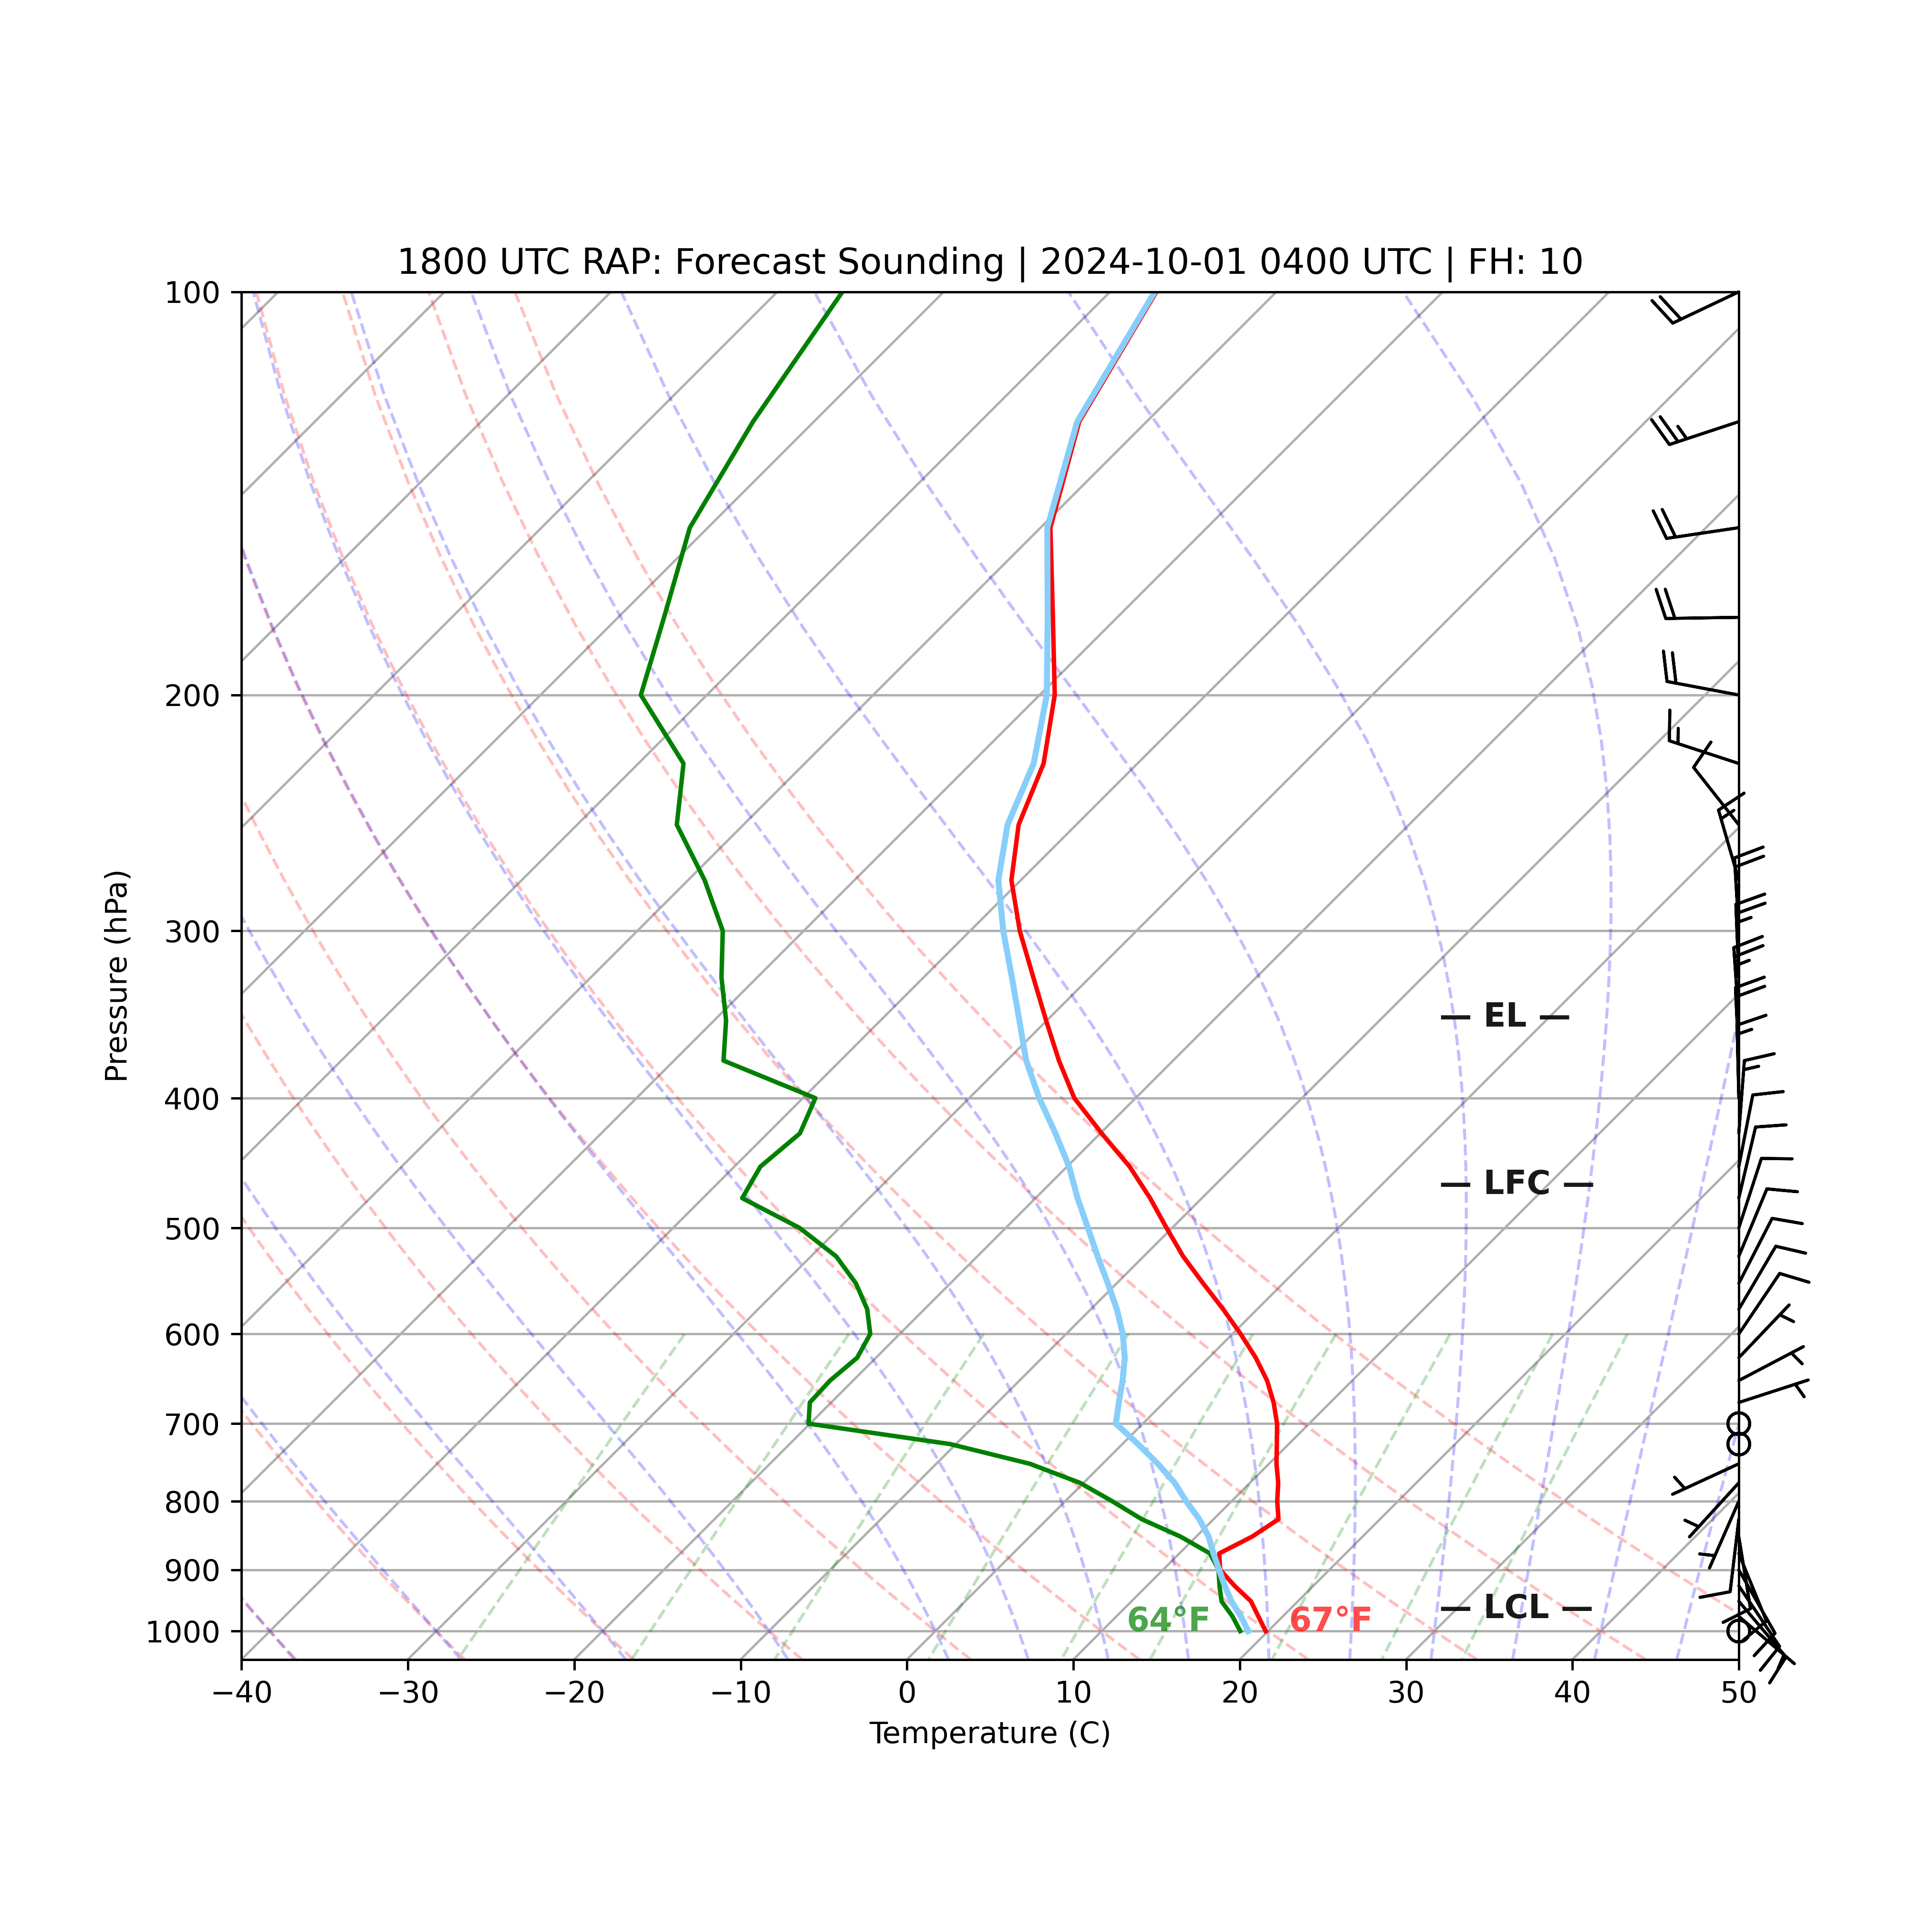 1800 UTC RAP: Forecast Sounding | 2024-10-01 0400 UTC | FH: 10
100
200
300
— EL —
Pressure (hPa)
400
— LFC —
500
600
700
800
900
— LCL —
64°F 67°F
1000
−40 −30 −20 −10 0 10 20 30 40 50
Temperature (C)